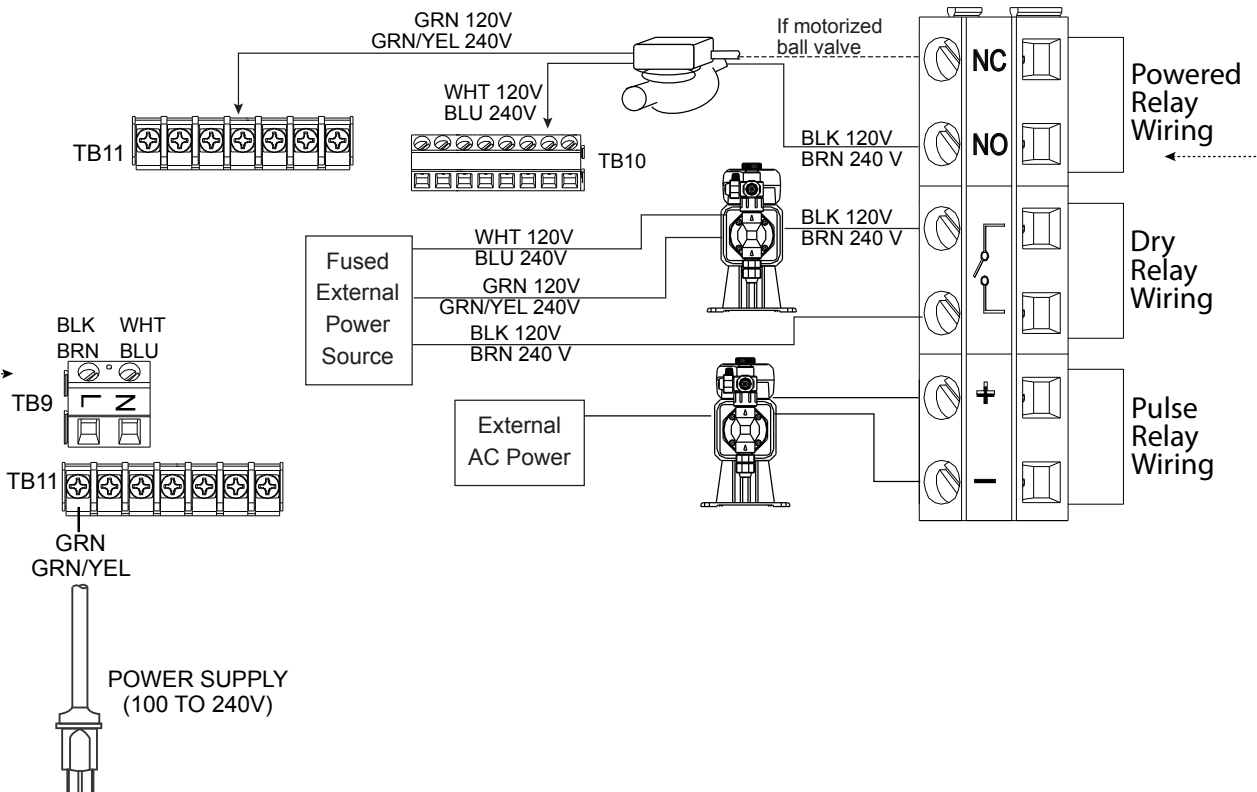 GRN 120V
GRN/YEL 240V
If motorized
ball valve
WHT 120V
BLU 240V
TB11
TB10
BLK 120V
BRN 240 V
NC
NO
Powered
Relay
Wiring
BLK 120V
BRN 240 V
Dry
Relay
Wiring
Fused
External
Power
Source
WHT 120V
BLU 240V
GRN 120V
GRN/YEL 240V
BLK 120V
BRN 240 V
BLK WHT
BRN BLU
TB9
L N
External
AC Power
+
-
Pulse
Relay
Wiring
TB11
GRN
GRN/YEL
POWER SUPPLY
(100 TO 240V)